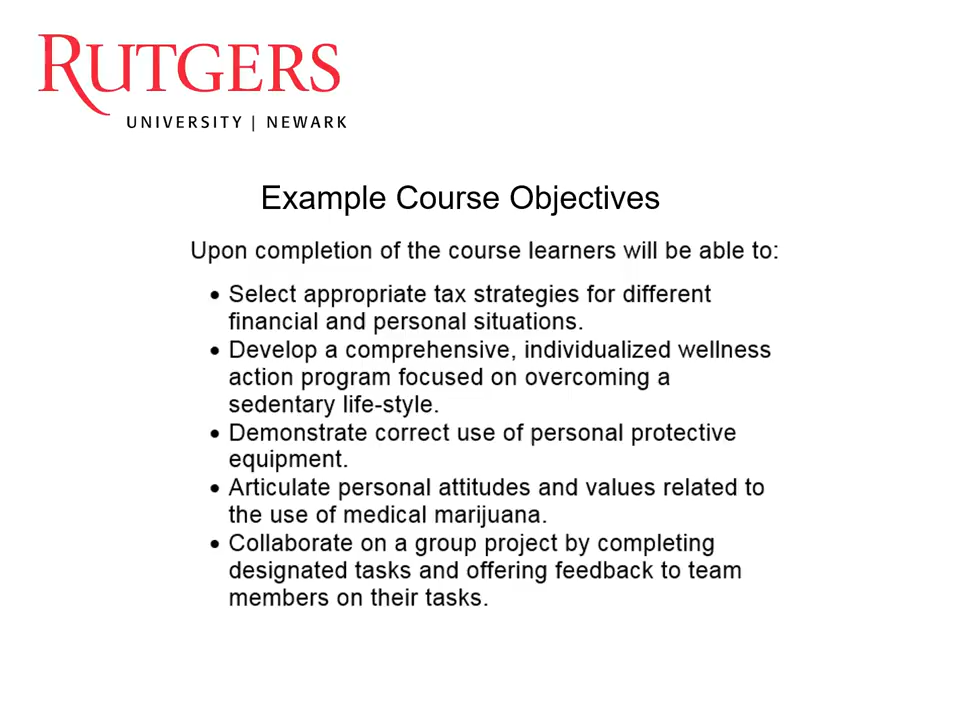 RUTGERS
UNIVERSITY | NEWARK
Example Course Objectives
Upon completion of the course learners will be able to:
• Select appropriate tax strategies for different
financial and personal situations.
• Develop a comprehensive, individualized wellness
action program focused on overcoming a
sedentary life-style.
• Demonstrate correct use of personal protective
equipment.
• Articulate personal attitudes and values related to
the use of medical marijuana.
• Collaborate on a group project by completing
designated tasks and offering feedback to team
members on their tasks.